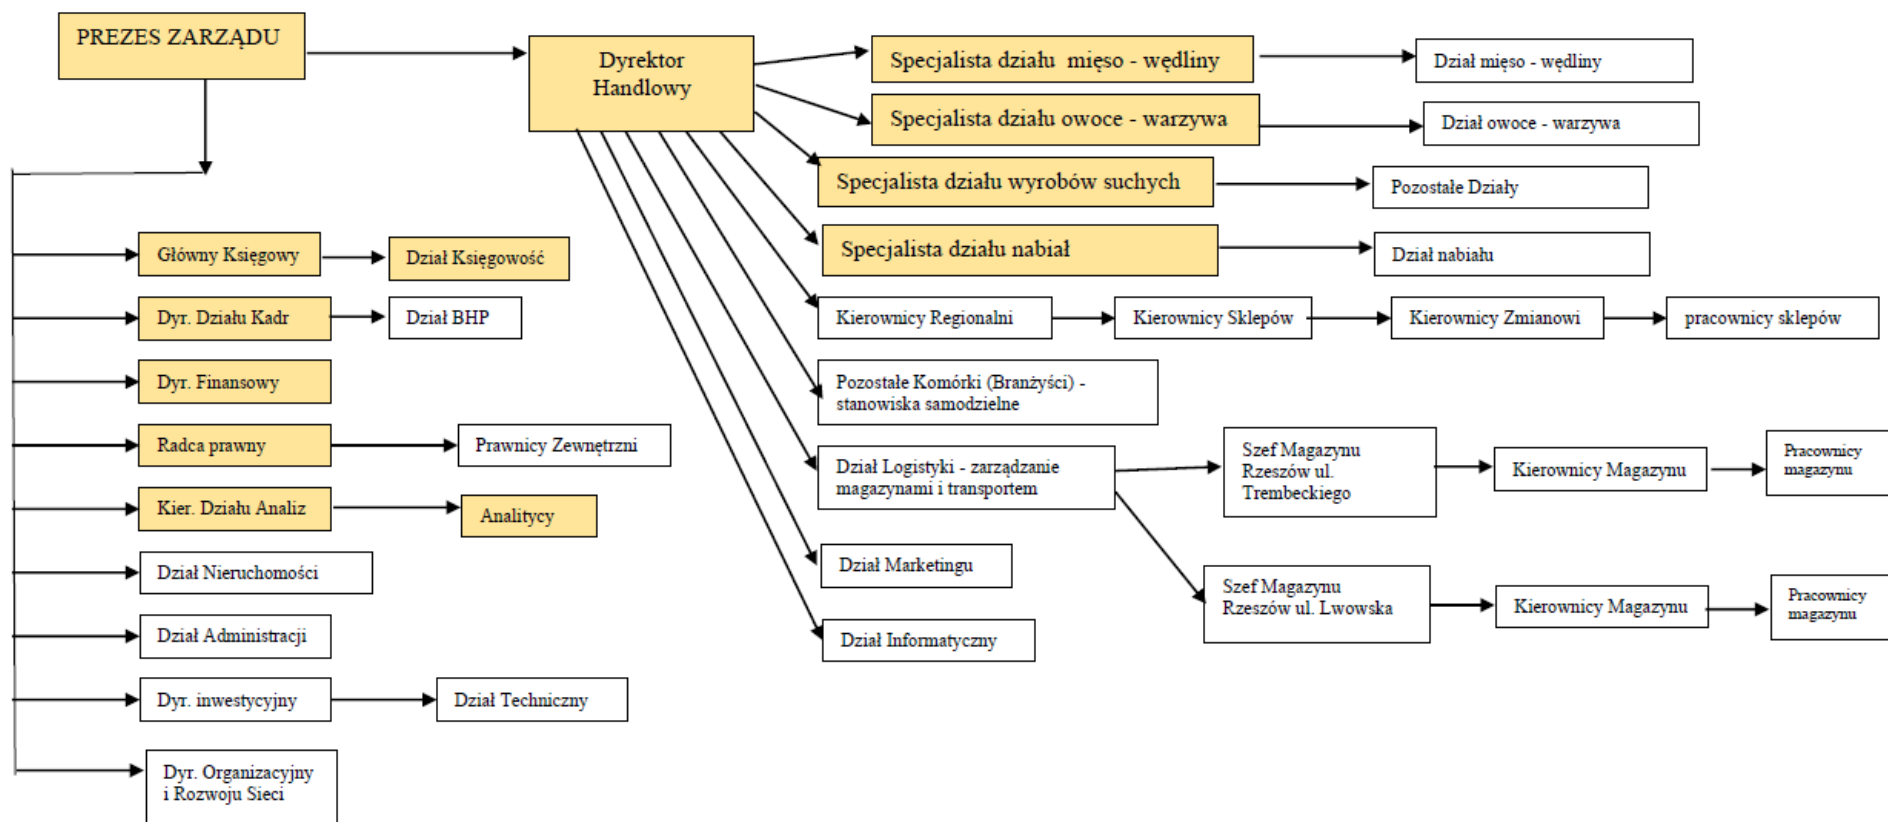 PREZES ZARZĄDU
Dyrektor
Handlowy
Specjalista działu  mięso - wędliny
Dział mięso - wędliny
Specjalista działu owoce - warzywa
Dział owoce - warzywa
Specjalista działu wyrobów suchych
Pozostałe Działy
Specjalista działu nabiał
Dział nabiału
Główny Księgowy
Dział Księgowość
Dyr. Działu Kadr
Dział BHP
Kierownicy Regionalni
Kierownicy Sklepów
Kierownicy Zmianowi
pracownicy sklepów
Dyr. Finansowy
Pozostałe Komórki (Branżyści) -
stanowiska samodzielne
Radca prawny
Prawnicy Zewnętrzni
Dział Logistyki - zarządzanie
magazynami i transportem
Szef Magazynu
Rzeszów ul.
Trembeckiego
Kierownicy Magazynu
Pracownicy
magazynu
Kier. Działu Analiz
Analitycy
Dział Nieruchomości
Dział Marketingu
Szef Magazynu
Rzeszów ul. Lwowska
Kierownicy Magazynu
Pracownicy
magazynu
Dział Administracji
Dział Informatyczny
Dyr. inwestycyjny
Dział Techniczny
Dyr. Organizacyjny
i Rozwoju Sieci